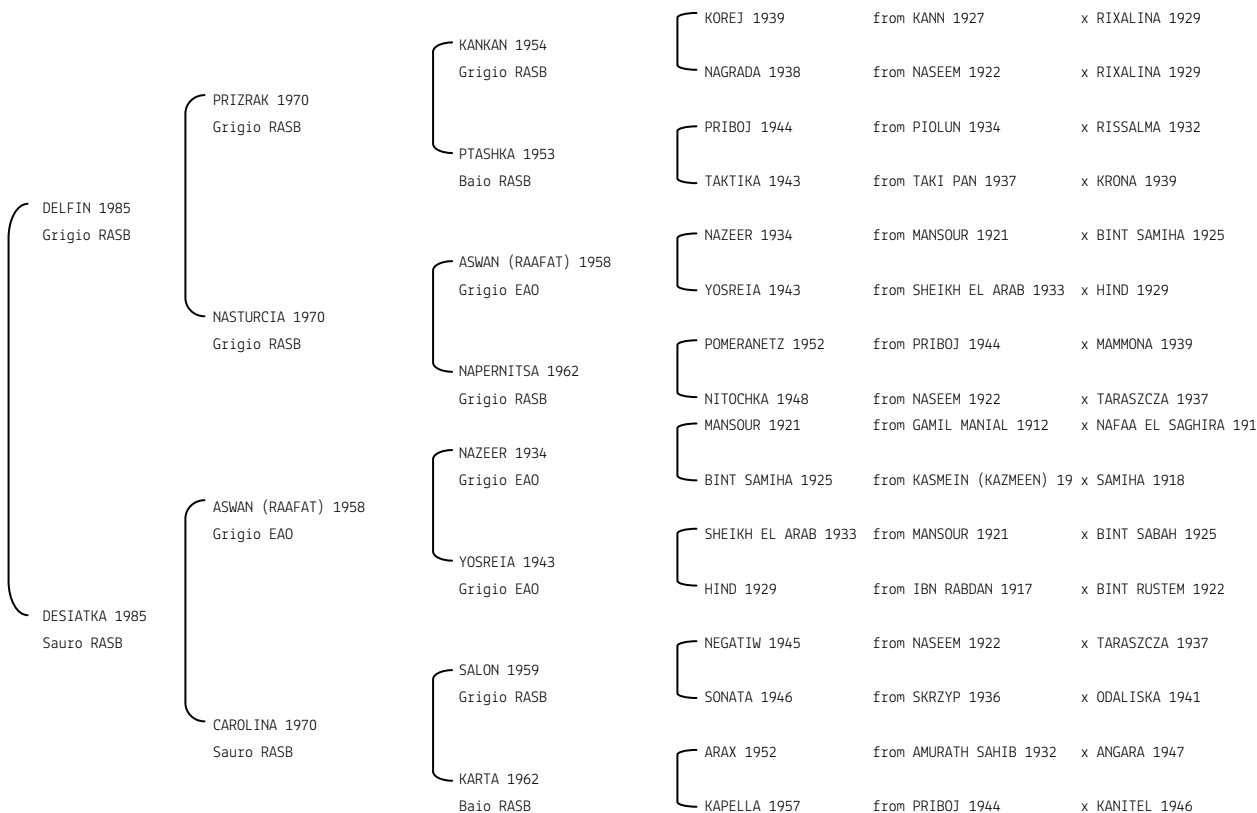 KOREJ 1939 from KANN 1927 x RIXALINA 1929
KANKAN 1954
Grigio RASB
NAGRADA 1938 from NASEEM 1922 x RIXALINA 1929
PRIZRAK 1970
Grigio RASB
PRIBOJ 1944 from PIOLUN 1934 x RISSALMA 1932
PTASHKA 1953
Baio RASB
TAKTIKA 1943 from TAKI PAN 1937 x KRONA 1939
DELFIN 1985
Grigio RASB
NAZEER 1934 from MANSOUR 1921 x BINT SAMIHA 1925
ASWAN (RAAFAT) 1958
Grigio EAO
YOSREIA 1943 from SHEIKH EL ARAB 1933 x HIND 1929
NASTURCIA 1970
Grigio RASB
POMERANETZ 1952 from PRIBOJ 1944 x MAMMONA 1939
NAPERNITSA 1962
Grigio RASB
NITOCHKA 1948 from NASEEM 1922 x TARASZCZA 1937
MANSOUR 1921 from GAMIL MANIAL 1912 x NAFAA EL SAGHIRA 191
NAZEER 1934
Grigio EAO
BINT SAMIHA 1925 from KASMEIN (KAZMEEN) 19 x SAMIHA 1918
ASWAN (RAAFAT) 1958
Grigio EAO
SHEIKH EL ARAB 1933 from MANSOUR 1921 x BINT SABAH 1925
YOSREIA 1943
Grigio EAO
HIND 1929 from IBN RABDAN 1917 x BINT RUSTEM 1922
DESIATKA 1985
Sauro RASB
NEGATIW 1945 from NASEEM 1922 x TARASZCZA 1937
SALON 1959
Grigio RASB
SONATA 1946 from SKRZYP 1936 x ODALISKA 1941
CAROLINA 1970
Sauro RASB
ARAX 1952 from AMURATH SAHIB 1932 x ANGARA 1947
KARTA 1962
Baio RASB
KAPELLA 1957 from PRIBOJ 1944 x KANITEL 1946